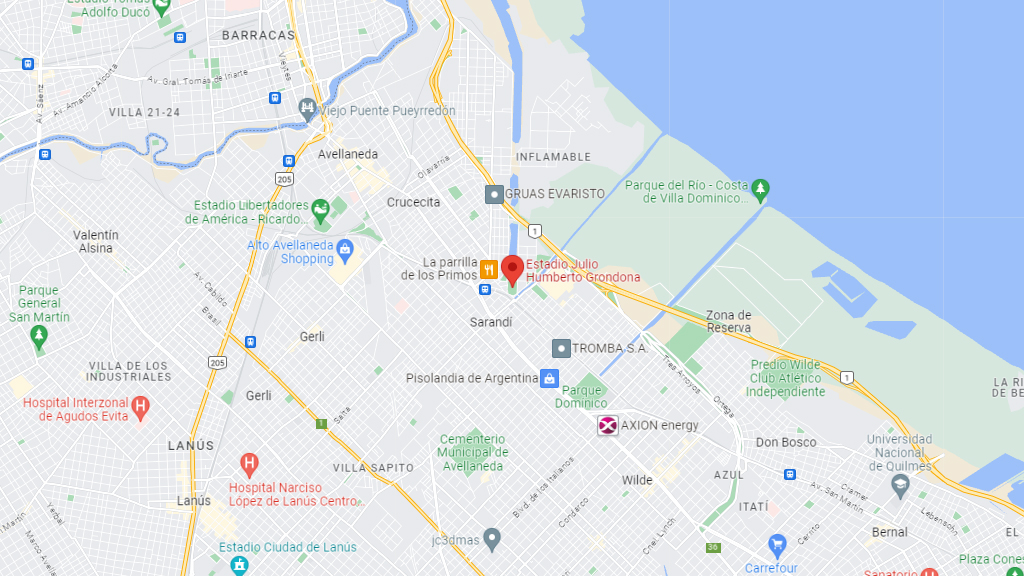 Estadio Tomás
Adolfo Ducó
BARRACAS
Av. Gral. Tomás de Iriarte
Vieytes
Av. Amancio Alcorta
Av. Sáenz
VILLA 21-24
Viejo Puente Pueyrredón
Avellaneda
Olavarría
INFLAMABLE
205
GRUAS EVARISTO
Parque del Río - Costa
de Villa Dominico...
Crucecita
Estadio Libertadores
de América - Ricardo...
1
Valentín
Alsina
Alto Avellaneda
Shopping
La parrilla
de los Primos
Estadio Julio
Humberto Grondona
Av. Cabildo
Brasil
Parque
General
San Martín
Sarandí
Zona de
Reserva
Gerli
TROMBA S.A.
205
VILLA DE LOS
INDUSTRIALES
Tres Arroyos
Predio Wilde
Club Atlético
Independiente
1
Pisolandia de Argentina
Parque
Dominico
LA RI
DE BE
Gerli
Ortega
Hospital Interzonal
de Agudos Evita
Salta
1
AXION energy
LANÚS
Cementerio
Municipal de
Avellaneda
Don Bosco
Universidad
Nacional
de Quilmes
VILLA SAPITO
AZUL
Wilde
Hospital Narciso
López de Lanús Centro...
Lanús
Blvd. de los Italianos
Condarco
ITATÍ
Av. San Martín
Cramer
Lebensohn
San Martín
Yerbal
Marco Avell
Cnel. Lynch
Cerrito
Bernal
EL
jc3dmas
Estadio Ciudad de Lanús
36
Plaza Cones
Carrefour
Sanatorio